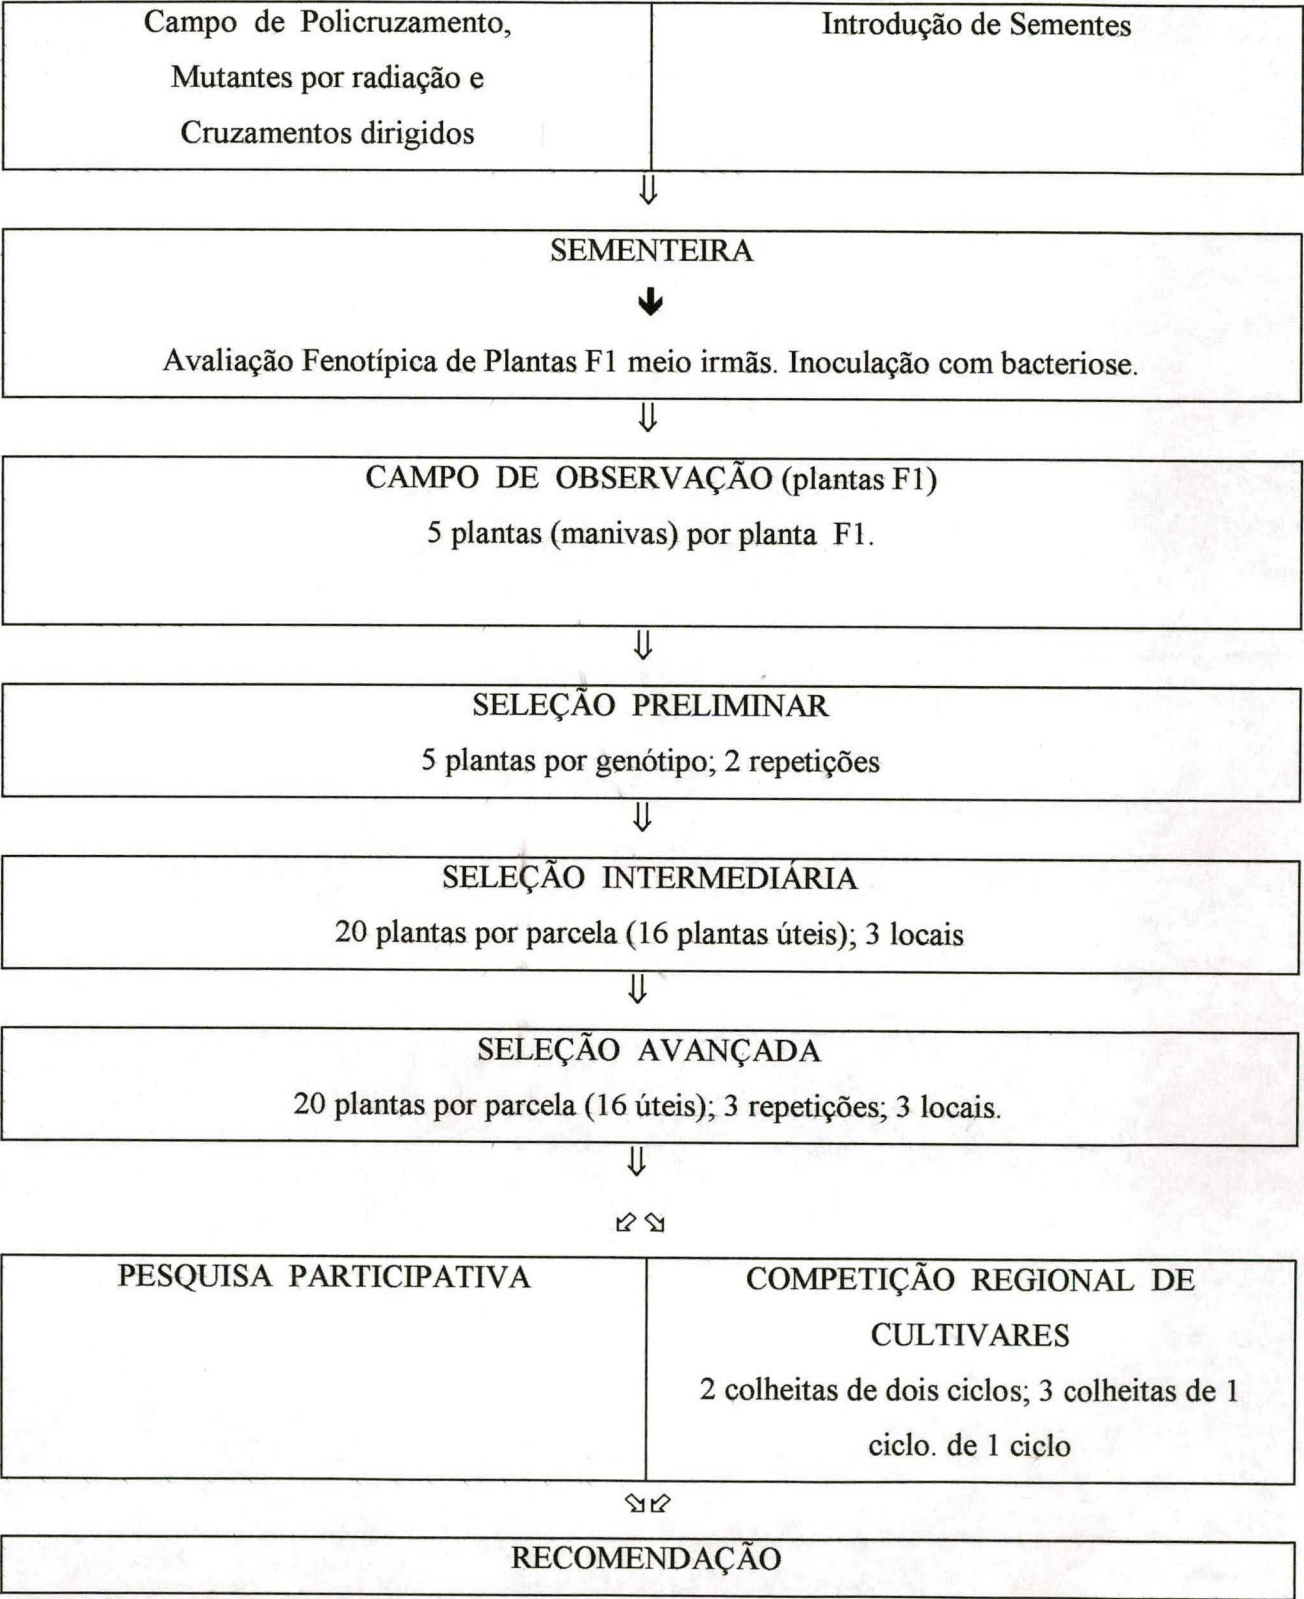 Campo de Policruzamento,
Mutantes por radiação e
Cruzamentos dirigidos
Introdução de Sementes
⇓
SEMENTEIRA
🡻
Avaliação Fenotípica de Plantas F1 meio irmãs. Inoculação com bacteriose.
⇓
CAMPO DE OBSERVAÇÃO (plantas F1)
5 plantas (manivas) por planta F1.
⇓
SELEÇÃO PRELIMINAR
5 plantas por genótipo; 2 repetições
⇓
SELEÇÃO INTERMEDIÁRIA
20 plantas por parcela (16 plantas úteis); 3 locais
⇓
SELEÇÃO AVANÇADA
20 plantas por parcela (16 úteis); 3 repetições; 3 locais.
⇓
⬃ ⬂
PESQUISA PARTICIPATIVA
COMPETIÇÃO REGIONAL DE
CULTIVARES
2 colheitas de dois ciclos; 3 colheitas de 1
ciclo. de 1 ciclo
⬂⬃
RECOMENDAÇÃO